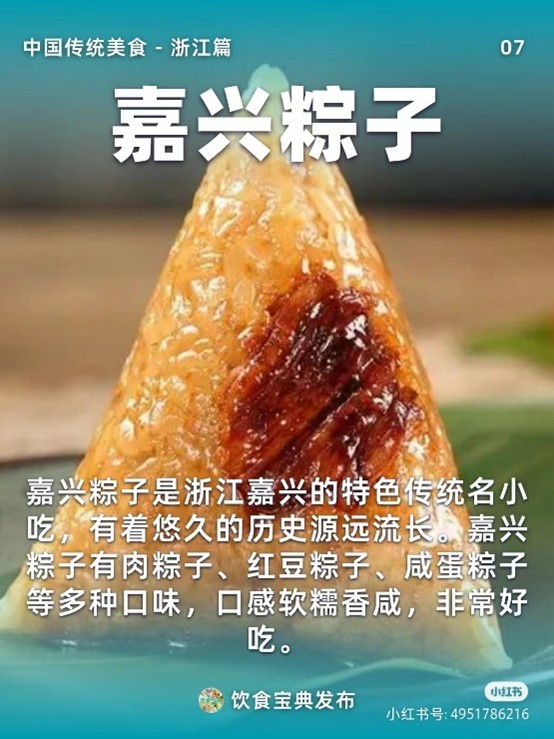 中国传统美食 - 浙江篇
07
嘉兴粽子
嘉兴粽子是浙江嘉兴的特色传统名小
吃，有着悠久的历史源远流长。嘉兴
粽子有肉粽子、红豆粽子、咸蛋粽子
等多种口味，口感软糯香咸，非常好
吃。
饮食宝典发布
小红书
小红书号: 4951786216